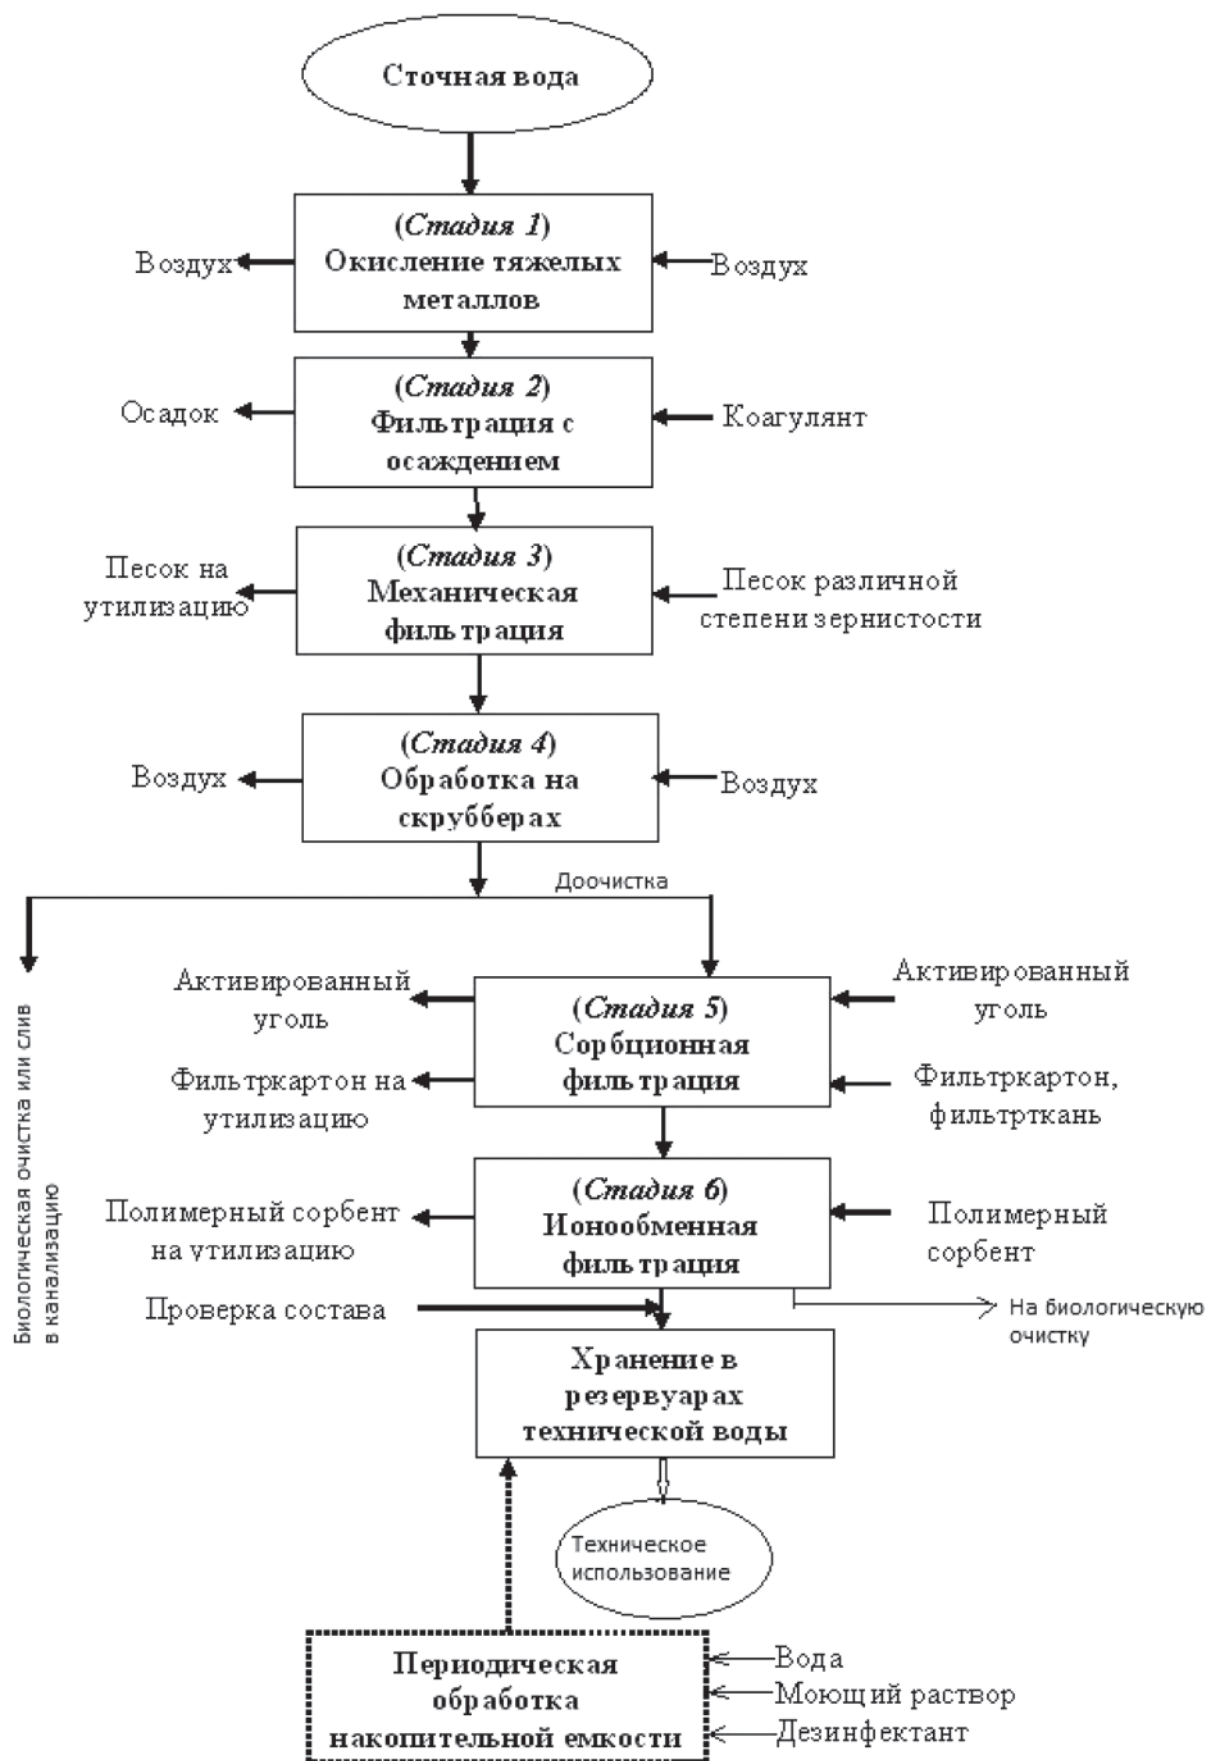 Сточная вода
(Стадия 1)
Окисление тяжелых
металлов
Воздух
Воздух
(Стадия 2)
Фильтрация с
осаждением
Осадок
Коагулянт
(Стадия 3)
Механическая
фильтрация
Песок на
утилизацию
Песок различной
степени зернистости
(Стадия 4)
Обработка на
скрубберах
Воздух
Воздух
Доочистка
Биологическая очистка или слив
в канализацию
(Стадия 5)
Сорбционная
фильтрация
Активированный
уголь
Фильтркартон на
утилизацию
Активированный
уголь
Фильтркартон,
фильтрткань
(Стадия 6)
Ионообменная
фильтрация
Полимерный сорбент
на утилизацию
Полимерный
сорбент
Проверка состава
На биологическую
очистку
Хранение в
резервуарах
технической воды
Техническое
использование
Периодическая
обработка
накопительной емкости
Вода
Моющий раствор
Дезинфектант